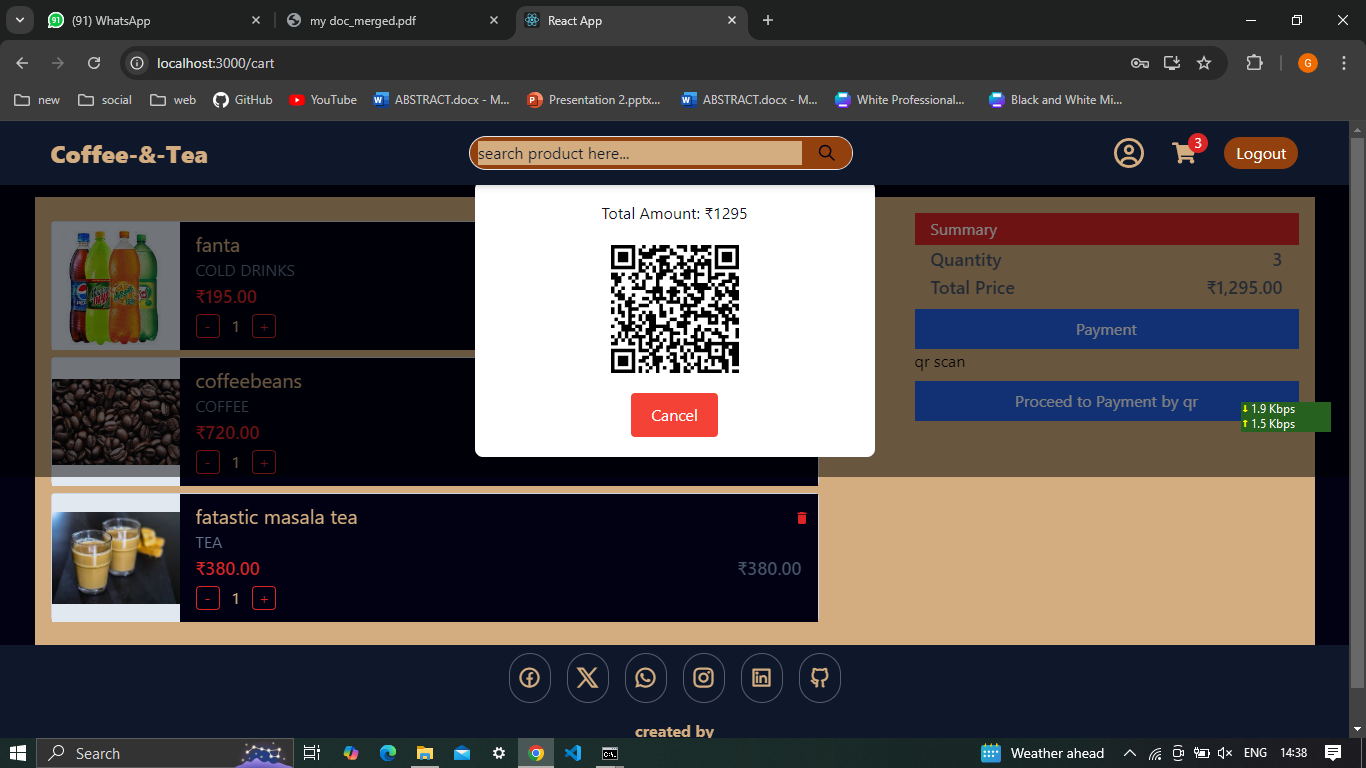 (91) WhatsApp
my doc_merged.pdf
React App
localhost:3000/cart
G
new
social
web
GitHub
YouTube
ABSTRACT.docx - M...
Presentation 2.pptx...
ABSTRACT.docx - M...
White Professional...
Black and White Mi...
Coffee-&-Tea
search product here...
3
Logout
Total Amount: ₹1295
Cancel
fanta
COLD DRINKS
₹195.00
- 1 +
coffeebeans
COFFEE
₹720.00
- 1 +
fatastic masala tea
TEA
₹380.00 ₹380.00
- 1 +
Summary
Quantity 3
Total Price ₹1,295.00
Payment
qr scan
Proceed to Payment by qr
1.9 Kbps
1.5 Kbps
created by
Search
Weather ahead
ENG
14:38